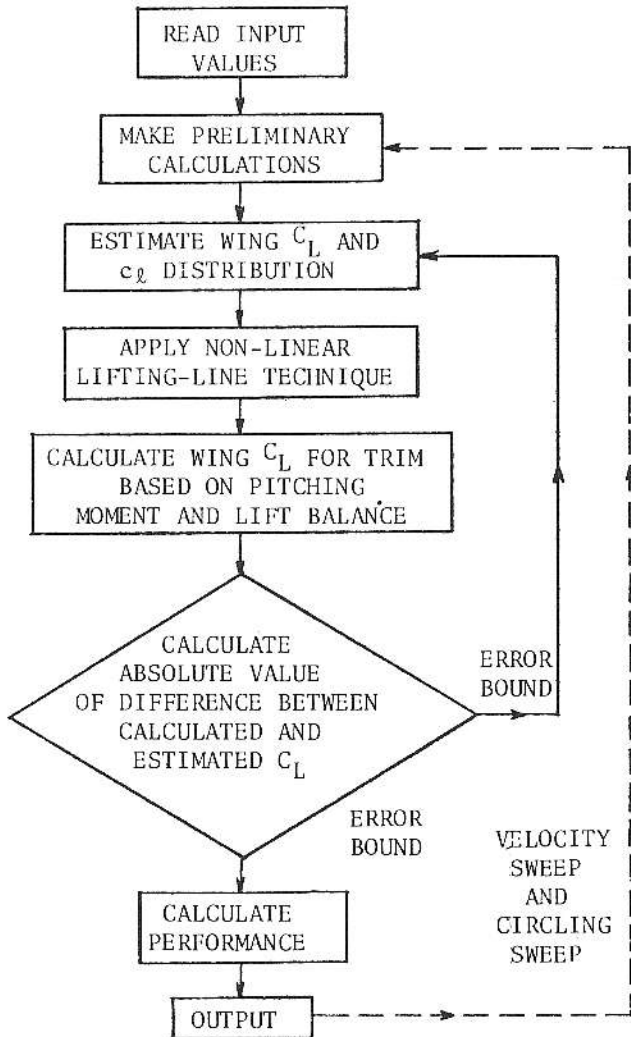 READ INPUT
VALUES
MAKE PRELIMINARY
CALCULATIONS
ESTIMATE WING C_L AND
c_ℓ DISTRIBUTION
APPLY NON-LINEAR
LIFTING-LINE TECHNIQUE
CALCULATE WING C_L FOR TRIM
BASED ON PITCHING
MOMENT AND LIFT BALANCE
CALCULATE
ABSOLUTE VALUE
OF DIFFERENCE BETWEEN
CALCULATED AND
ESTIMATED C_L
ERROR
BOUND
ERROR
BOUND
VELOCITY
SWEEP
AND
CIRCLING
SWEEP
CALCULATE
PERFORMANCE
OUTPUT